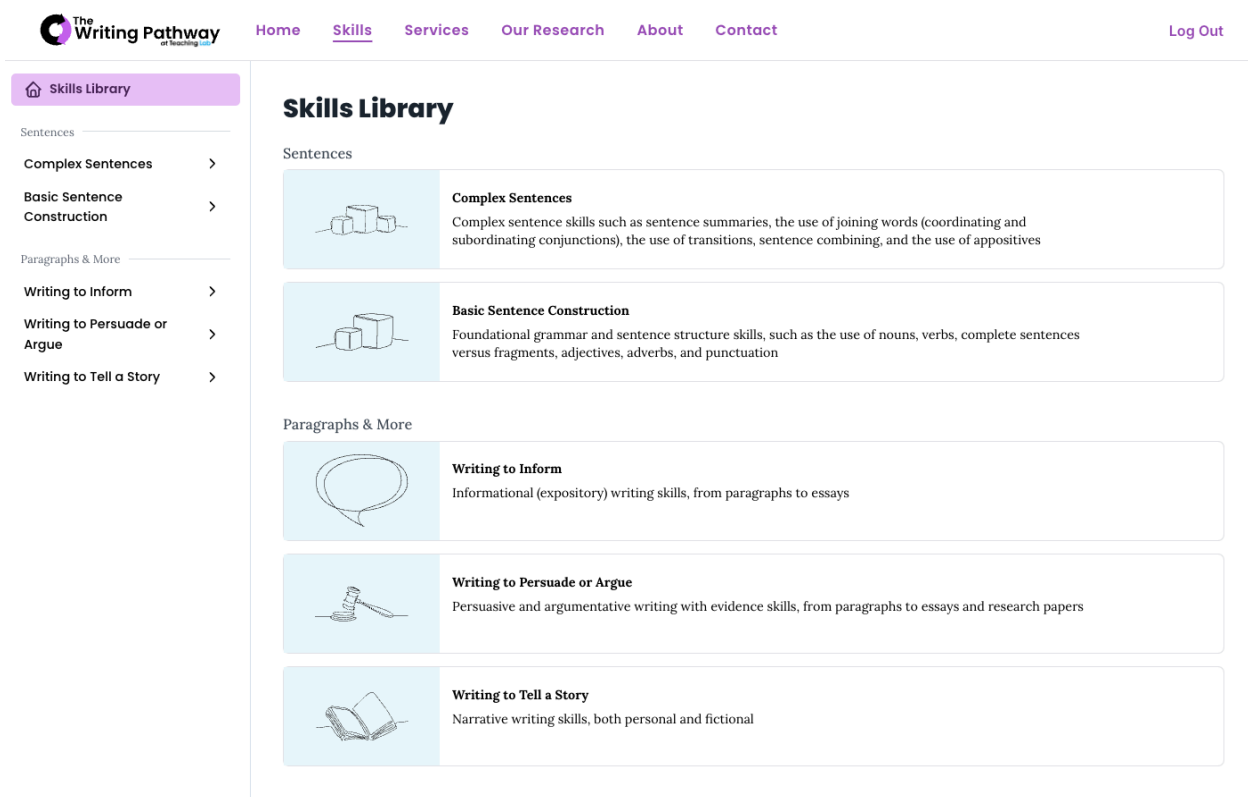 The
Writing Pathway
at Teaching Lab
Home
Skills
Services
Our Research
About
Contact
Log Out
Skills Library
Sentences
Complex Sentences
Basic Sentence
Construction
Paragraphs & More
Writing to Inform
Writing to Persuade or
Argue
Writing to Tell a Story
Skills Library
Sentences
Complex Sentences
Complex sentence skills such as sentence summaries, the use of joining words (coordinating and
subordinating conjunctions), the use of transitions, sentence combining, and the use of appositives
Basic Sentence Construction
Foundational grammar and sentence structure skills, such as the use of nouns, verbs, complete sentences
versus fragments, adjectives, adverbs, and punctuation
Paragraphs & More
Writing to Inform
Informational (expository) writing skills, from paragraphs to essays
Writing to Persuade or Argue
Persuasive and argumentative writing with evidence skills, from paragraphs to essays and research papers
Writing to Tell a Story
Narrative writing skills, both personal and fictional